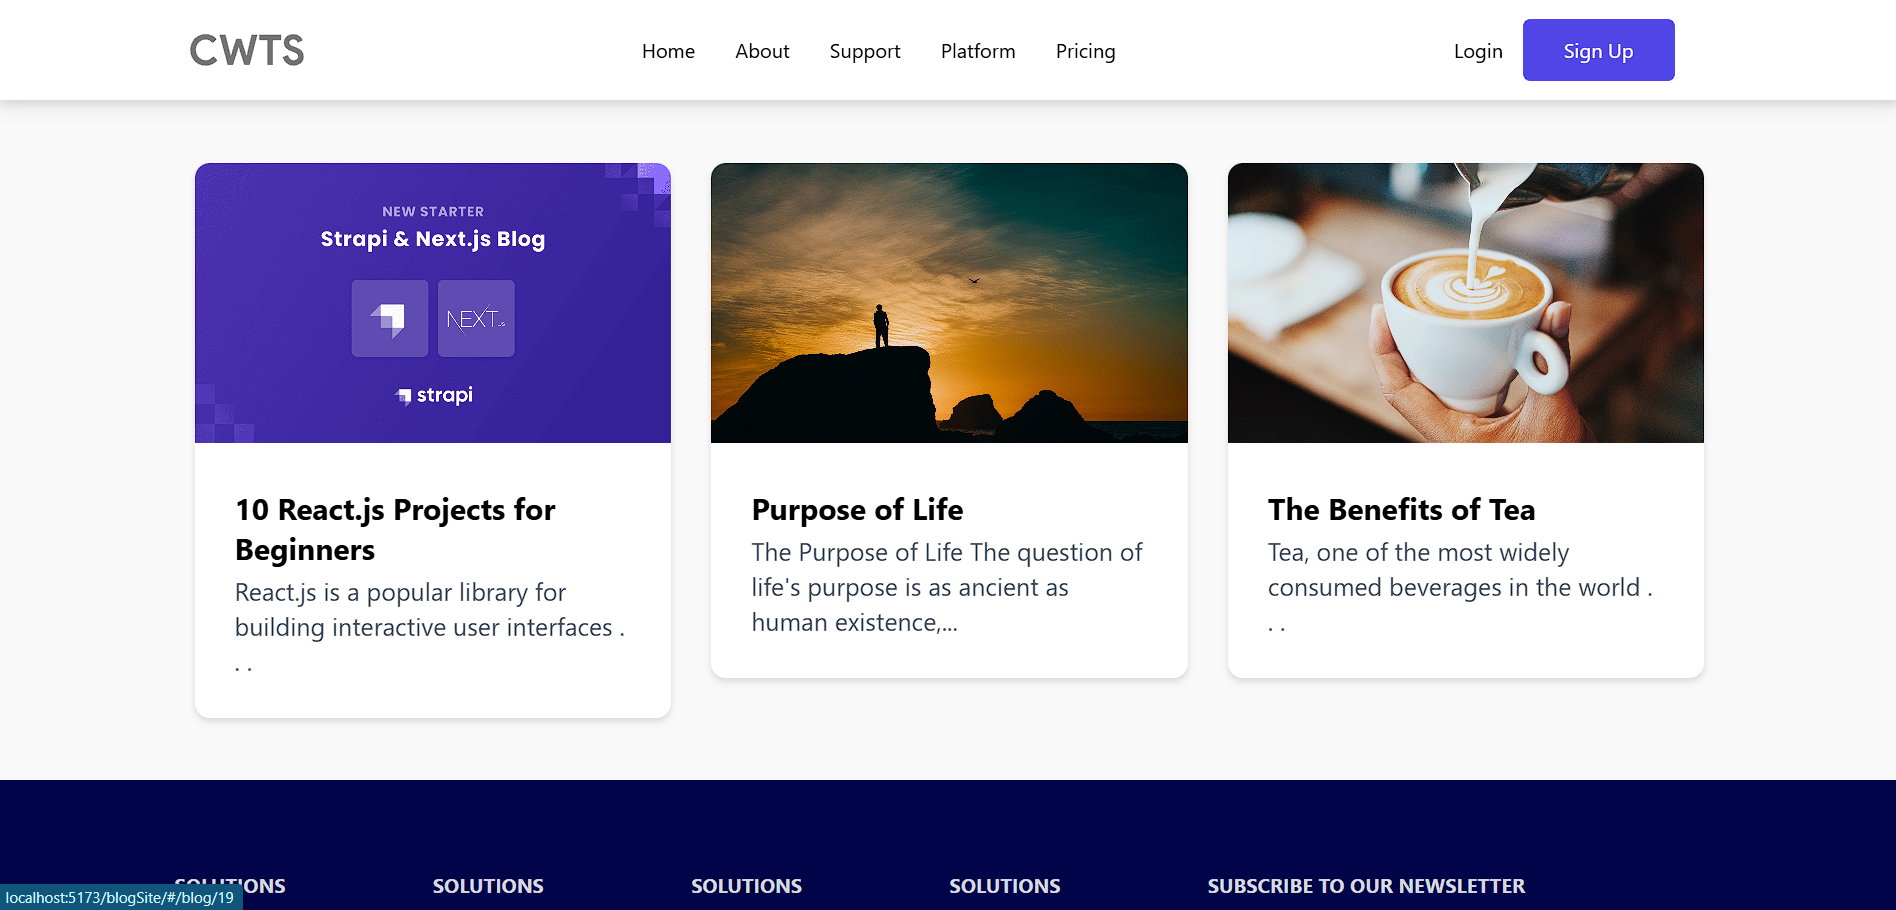 CWTS
Home
About
Support
Platform
Pricing
Login
Sign Up
NEW STARTER
Strapi & Next.js Blog
NEXT.JS
strapi
10 React.js Projects for
Beginners
React.js is a popular library for
building interactive user interfaces .
. .
Purpose of Life
The Purpose of Life The question of
life's purpose is as ancient as
human existence,...
The Benefits of Tea
Tea, one of the most widely
consumed beverages in the world .
. .
SOLUTIONS
SOLUTIONS
SOLUTIONS
SOLUTIONS
SUBSCRIBE TO OUR NEWSLETTER
localhost:5173/blogSite/#/blog/19